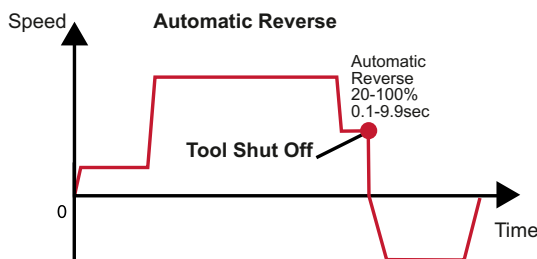 Speed
Automatic Reverse
Automatic
Reverse
20-100%
0.1-9.9sec
Tool Shut Off
0
Time